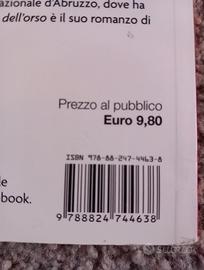 azionale d'Abruzzo, dove ha
dell'orso è il suo romanzo di
Prezzo al pubblico
Euro 9,80
ISBN 978-88-247-4463-8
le
book.
9 788824 744638